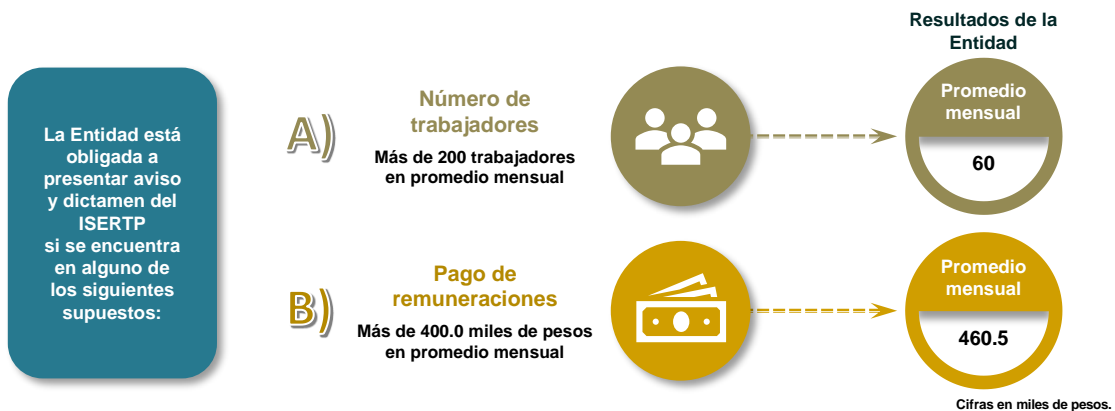 La Entidad está
obligada a
presentar aviso
y dictamen del
ISERTP
si se encuentra
en alguno de
los siguientes
supuestos:
A)
Número de
trabajadores
Más de 200 trabajadores
en promedio mensual
Resultados de la
Entidad
Promedio
mensual
60
B)
Pago de
remuneraciones
Más de 400.0 miles de pesos
en promedio mensual
Promedio
mensual
460.5
Cifras en miles de pesos.